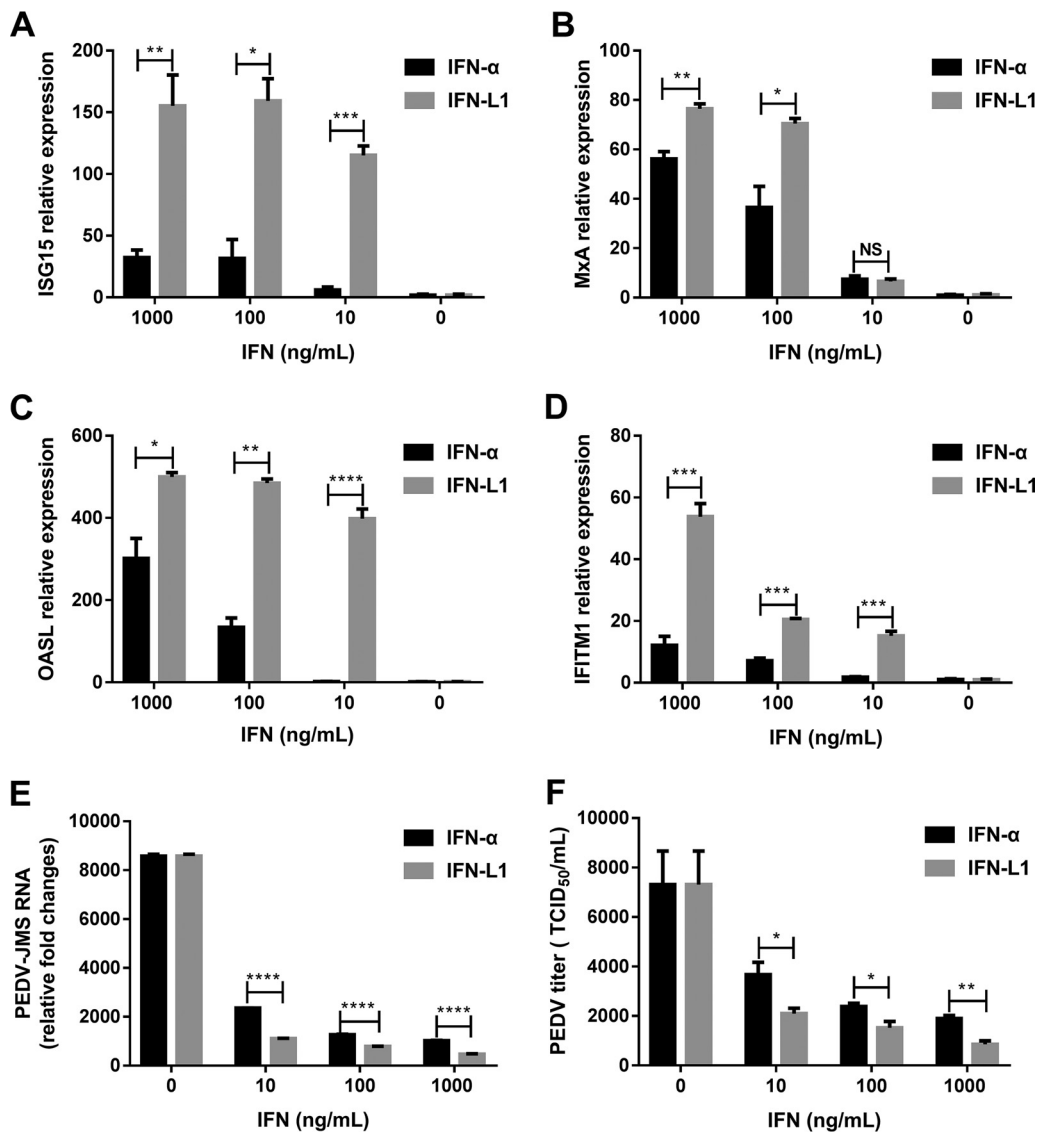 A
ISG15 relative expression
200
150
100
50
0
**
*
***
IFN-α
IFN-L1
1000
100
10
0
IFN (ng/mL)
B
MxA relative expression
100
80
60
40
20
0
**
*
NS
IFN-α
IFN-L1
1000
100
10
0
IFN (ng/mL)
C
OASL relative expression
600
400
200
0
*
**
****
IFN-α
IFN-L1
1000
100
10
0
IFN (ng/mL)
D
IFITM1 relative expression
80
60
40
20
0
***
***
***
IFN-α
IFN-L1
1000
100
10
0
IFN (ng/mL)
E
PEDV-JMS RNA
(relative fold changes)
10000
8000
6000
4000
2000
0
****
****
****
IFN-α
IFN-L1
0
10
100
1000
IFN (ng/mL)
F
PEDV titer ( TCID50/mL)
10000
8000
6000
4000
2000
0
*
*
**
IFN-α
IFN-L1
0
10
100
1000
IFN (ng/mL)